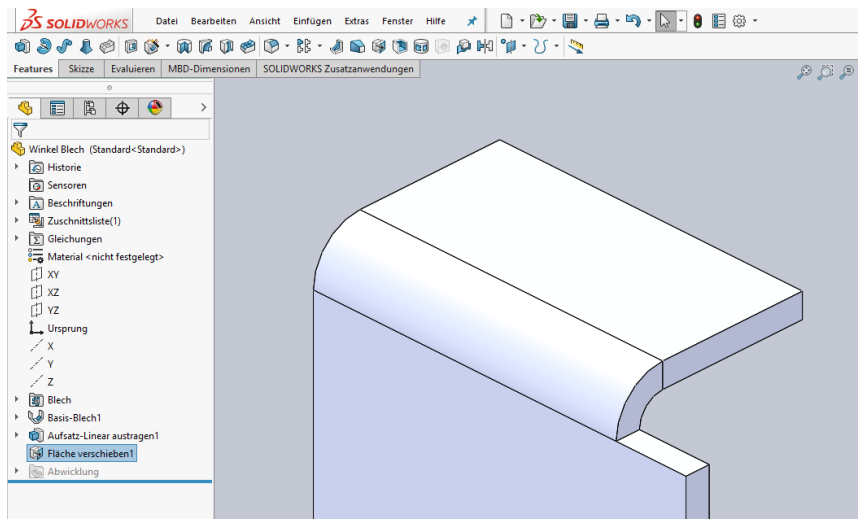 SOLIDWORKS Datei Bearbeiten Ansicht Einfügen Extras Fenster Hilfe
Features Skizze Evaluieren MBD-Dimensionen SOLIDWORKS Zusatzanwendungen
Winkel Blech (Standard<Standard>)
Historie
Sensoren
A Beschriftungen
Zuschnittsliste(1)
Σ Gleichungen
Material <nicht festgelegt>
XY
XZ
YZ
Ursprung
X
Y
Z
Blech
Basis-Blech1
Aufsatz-Linear austragen1
Fläche verschieben1
Abwicklung